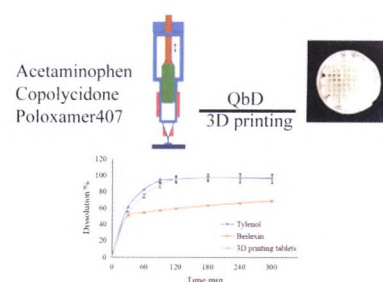 Acetaminophen
Copolycidone
Poloxamer407
QbD
3D printing
Dissolution %
120
100
80
60
40
20
0
Tylenol
3D printing tablets
0 60 120 180 240 300
Time min